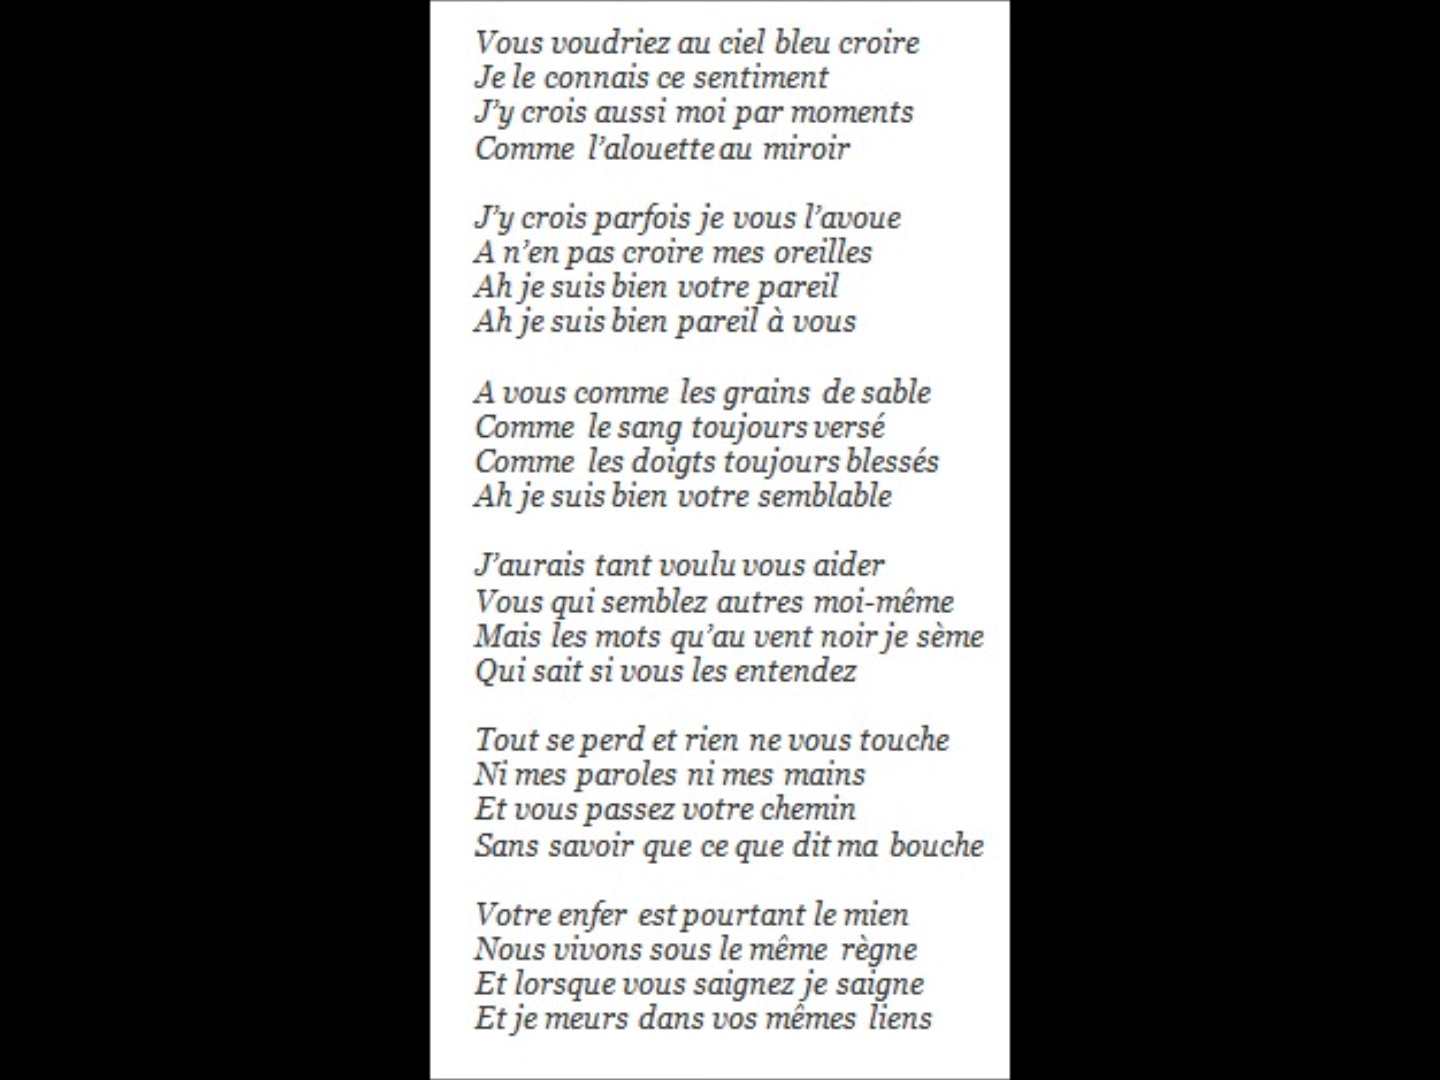 Vous voudriez au ciel bleu croire
Je le connais ce sentiment
J’y crois aussi moi par moments
Comme l’alouette au miroir

J’y crois parfois je vous l’avoue
A n’en pas croire mes oreilles
Ah je suis bien votre pareil
Ah je suis bien pareil à vous

A vous comme les grains de sable
Comme le sang toujours versé
Comme les doigts toujours blessés
Ah je suis bien votre semblable

J’aurais tant voulu vous aider
Vous qui semblez autres moi-même
Mais les mots qu’au vent noir je sème
Qui sait si vous les entendez

Tout se perd et rien ne vous touche
Ni mes paroles ni mes mains
Et vous passez votre chemin
Sans savoir que ce que dit ma bouche

Votre enfer est pourtant le mien
Nous vivons sous le même règne
Et lorsque vous saignez je saigne
Et je meurs dans vos mêmes liens